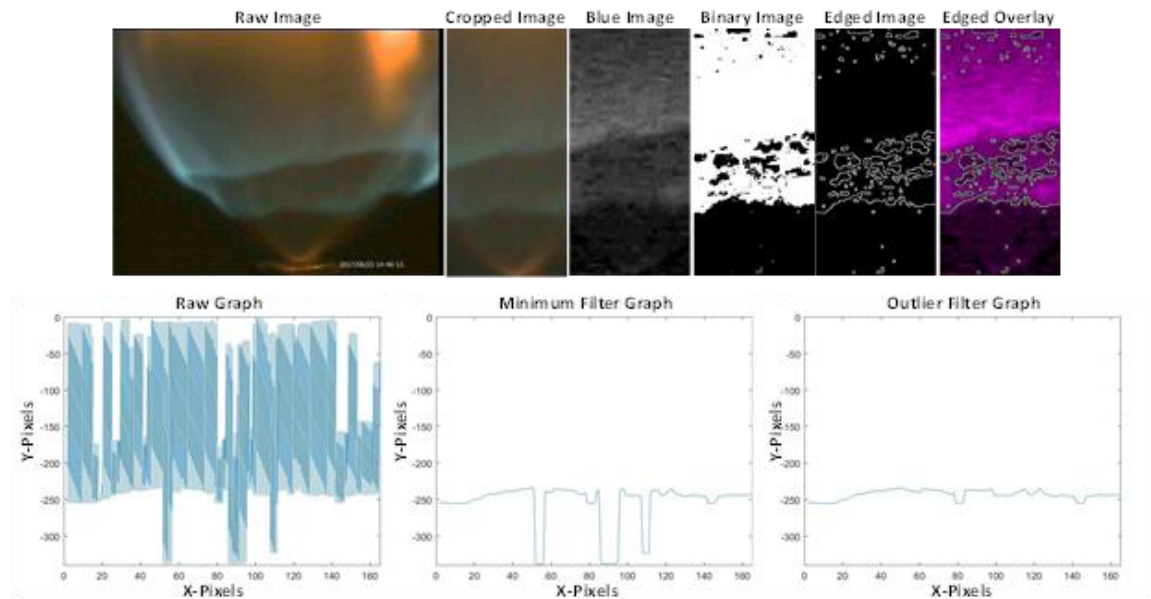 Raw Image
Cropped Image
Blue Image
Binary Image
Edged Image
Edged Overlay
Raw Graph
Minimum Filter Graph
Outlier Filter Graph
Y-Pixels
0
-50
-100
-150
-200
-250
-300
0 20 40 60 80 100 120 140 160
X-Pixels
Y-Pixels
0
-50
-100
-150
-200
-250
-300
0 20 40 60 80 100 120 140 160
X-Pixels
Y-Pixels
0
-50
-100
-150
-200
-250
-300
0 20 40 60 80 100 120 140 160
X-Pixels